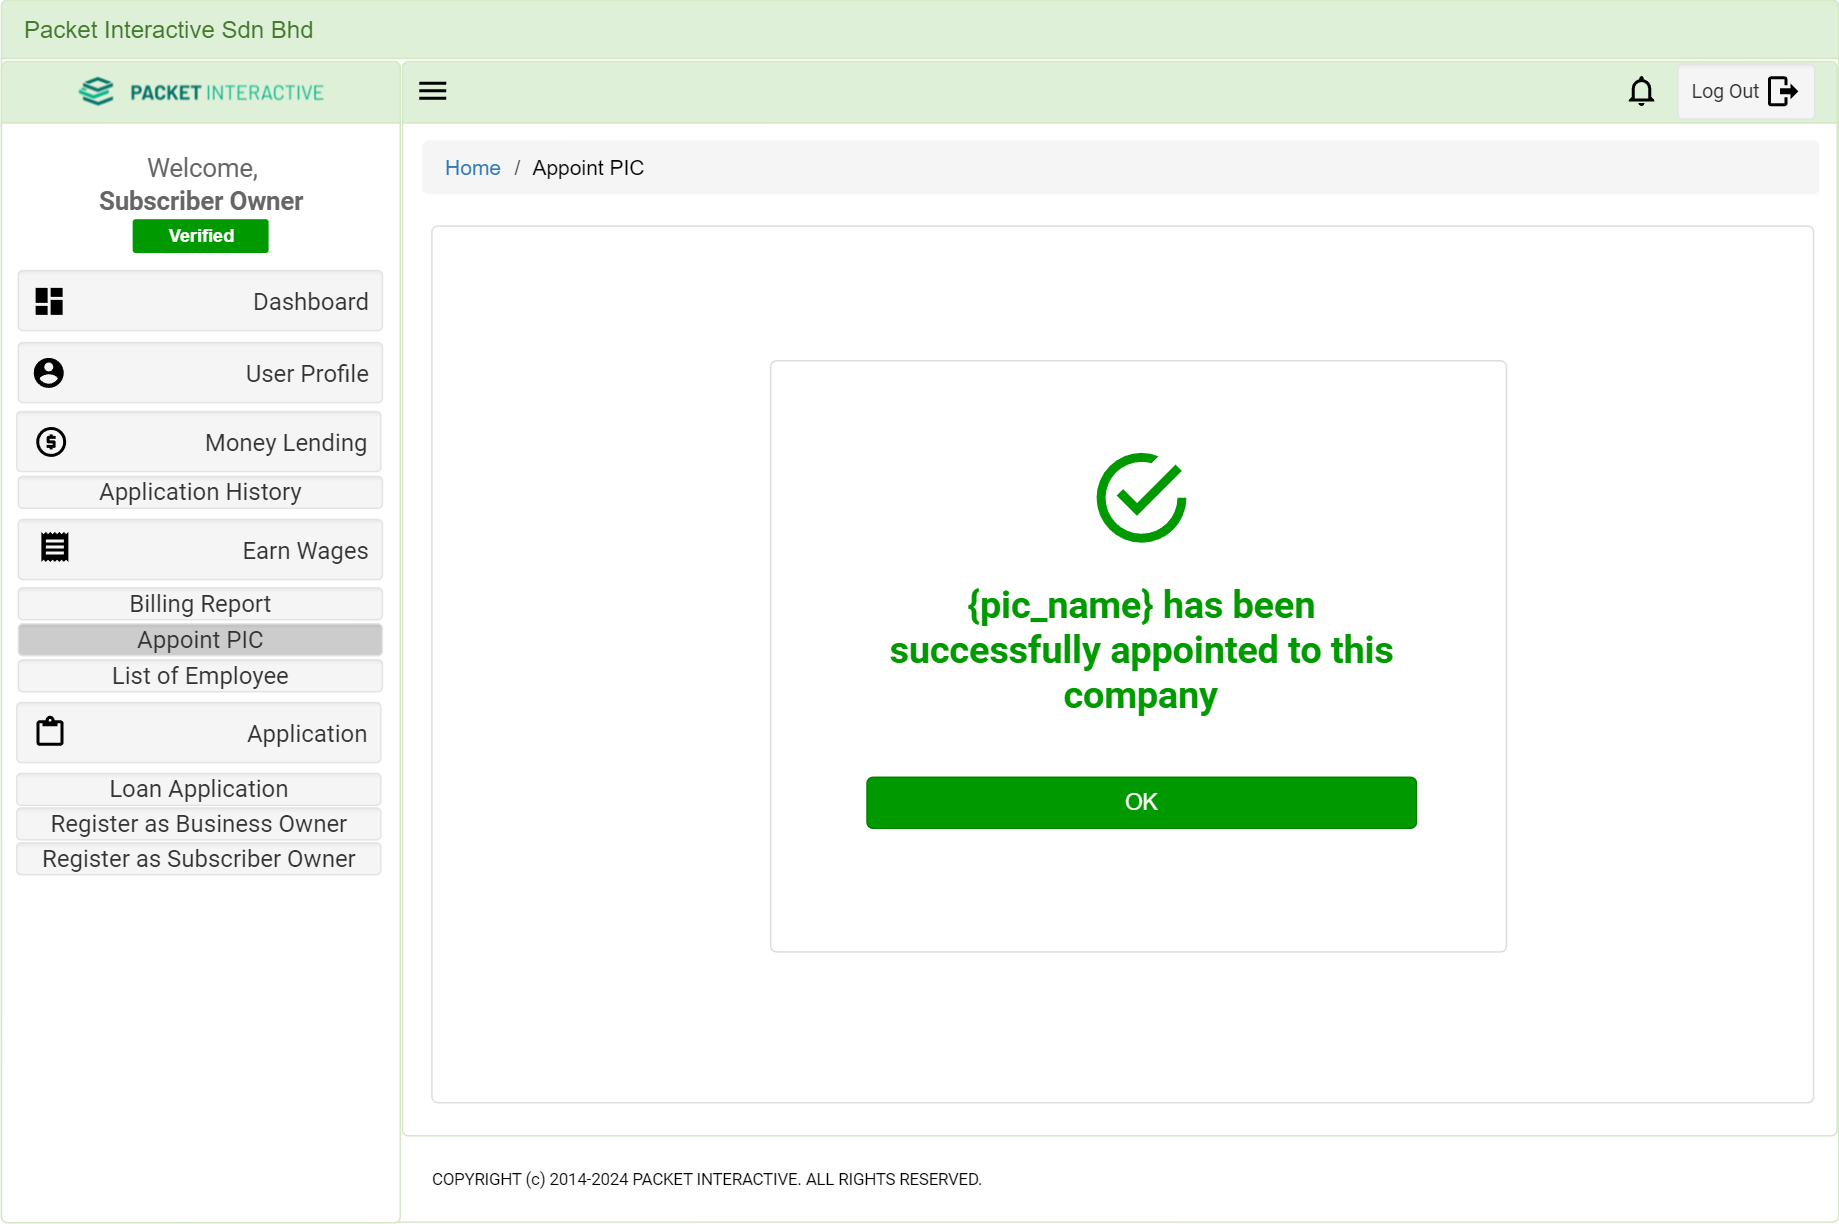 Packet Interactive Sdn Bhd
PACKET INTERACTIVE
Log Out
Welcome,
Subscriber Owner
Verified
Dashboard
User Profile
Money Lending
Application History
Earn Wages
Billing Report
Appoint PIC
List of Employee
Application
Loan Application
Register as Business Owner
Register as Subscriber Owner
Home / Appoint PIC
{pic_name} has been
successfully appointed to this
company
OK
COPYRIGHT (c) 2014-2024 PACKET INTERACTIVE. ALL RIGHTS RESERVED.